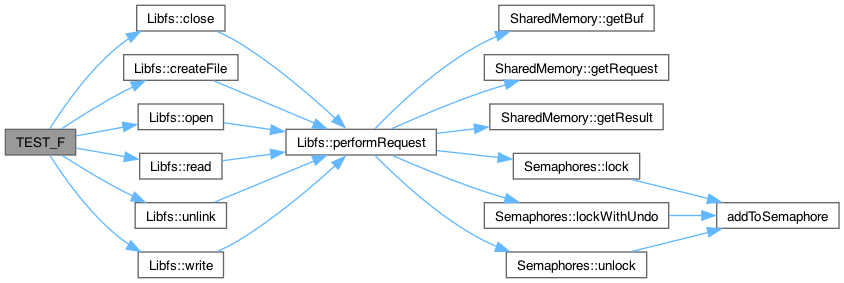 TEST_F
Libfs::close
Libfs::createFile
Libfs::open
Libfs::read
Libfs::unlink
Libfs::write
Libfs::performRequest
SharedMemory::getBuf
SharedMemory::getRequest
SharedMemory::getResult
Semaphores::lock
Semaphores::lockWithUndo
Semaphores::unlock
addToSemaphore